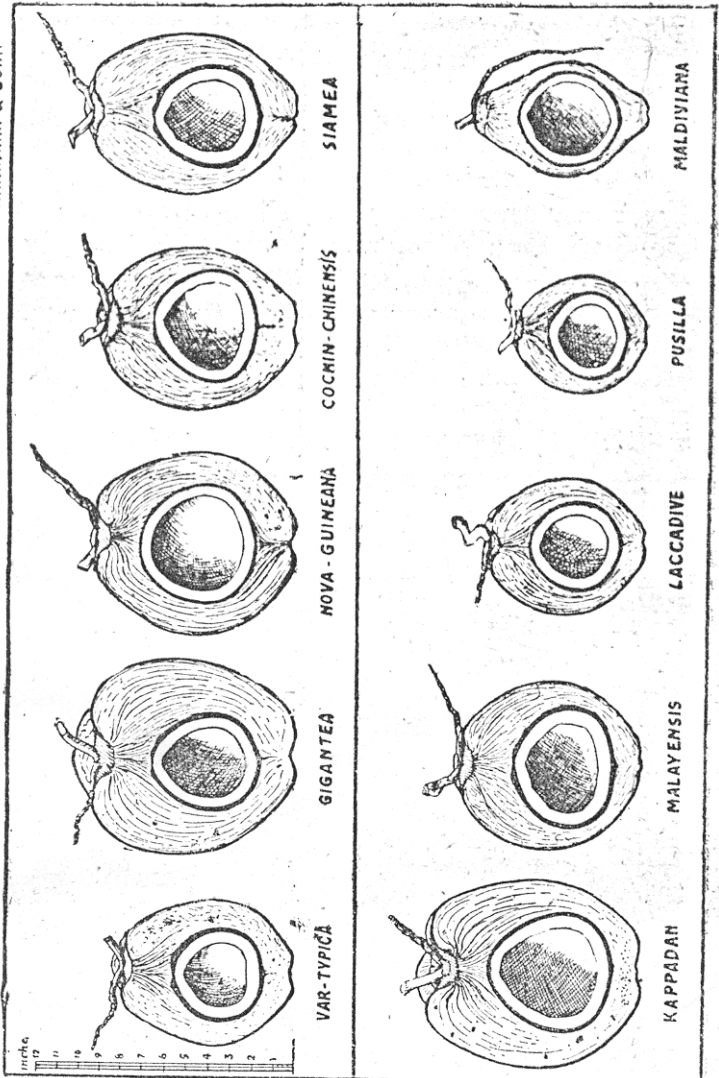 inche,
12
11
10
9
8
7
6
5
4
3
2
1
VAR-TYPICA
GIGANTEA
NOVA-GUINEANA
COCHIN-CHINENSIS
SIAMEA
KAPPADAN
MALAYENSIS
LACCADIVE
PUSILLA
MALDIVIANA